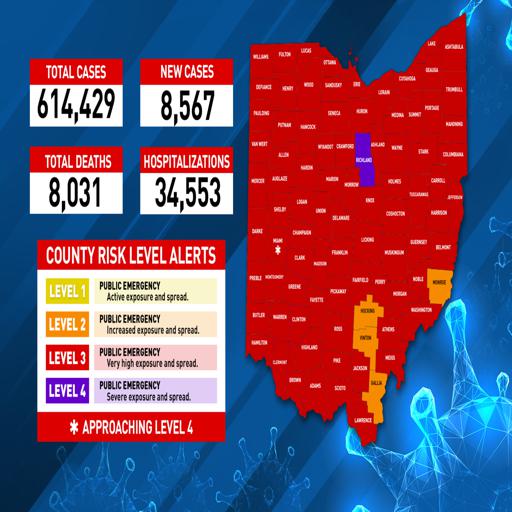 TOTAL CASES
614,429
NEW CASES
8,567
TOTAL DEATHS
8,031
HOSPITALIZATIONS
34,553
COUNTY RISK LEVEL ALERTS
LEVEL 1
PUBLIC EMERGENCY
Active exposure and spread.
LEVEL 2
PUBLIC EMERGENCY
Increased exposure and spread.
LEVEL 3
PUBLIC EMERGENCY
Very high exposure and spread.
LEVEL 4
PUBLIC EMERGENCY
Severe exposure and spread.
✱ APPROACHING LEVEL 4
WILLIAMS
FULTON
LUCAS
OTTAWA
LAKE
ASHTABULA
GEAUGA
CUYAHOGA
TRUMBULL
DEFIANCE
HENRY
WOOD
SANDUSKY
ERIE
LORAIN
PORTAGE
PAULDING
SENECA
HURON
MEDINA
SUMMIT
MAHONING
PUTNAM
HANCOCK
VAN WERT
WYANDOT
CRAWFORD
ASHLAND
WAYNE
STARK
COLUMBIANA
ALLEN
RICHLAND
HARDIN
MERCER
AUGLAIZE
MARION
MORROW
HOLMES
CARROLL
TUSCARAWAS
JEFFERSON
KNOX
LOGAN
UNION
SHELBY
DELAWARE
COSHOCTON
HARRISON
DARKE
CHAMPAIGN
MIAMI
✱
LICKING
GUERNSEY
BELMONT
CLARK
FRANKLIN
MUSKINGUM
MADISON
PREBLE
MONTGOMERY
GREENE
FAIRFIELD
PERRY
NOBLE
MONROE
PICKAWAY
MORGAN
FAYETTE
WASHINGTON
BUTLER
WARREN
CLINTON
HOCKING
ROSS
ATHENS
VINTON
HAMILTON
HIGHLAND
CLERMONT
PIKE
MEIGS
JACKSON
BROWN
ADAMS
SCIOTO
GALLIA
LAWRENCE